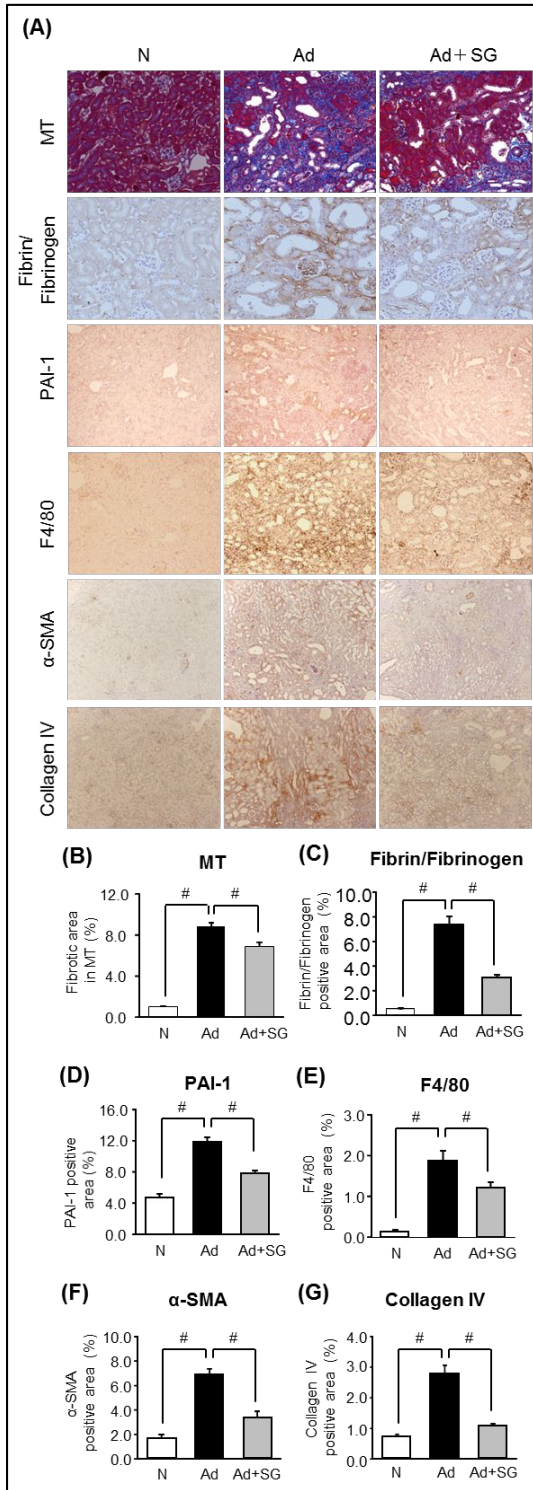 (A)
N Ad Ad+SG
MT
Fibrin/
Fibrinogen
PAI-1
F4/80
α-SMA
Collagen IV
(B) MT
Fibrotic area
in MT (%)
12.0
8.0
4.0
0.0
# #
N Ad Ad+SG
(C) Fibrin/Fibrinogen
Fibrin/Fibrinogen
positive area (%)
8.0
6.0
4.0
2.0
0.0
# #
N Ad Ad+SG
(D) PAI-1
PAI-1 positive
area (%)
16.0
12.0
8.0
4.0
0.0
# #
N Ad Ad+SG
(E) F4/80
F4/80
positive area (%)
3.0
2.0
1.0
0.0
# #
N Ad Ad+SG
(F) α-SMA
α-SMA
positive area (%)
10.0
8.0
6.0
4.0
2.0
0.0
# #
N Ad Ad+SG
(G) Collagen IV
Collagen IV
positive area (%)
4.0
3.0
2.0
1.0
0.0
# #
N Ad Ad+SG